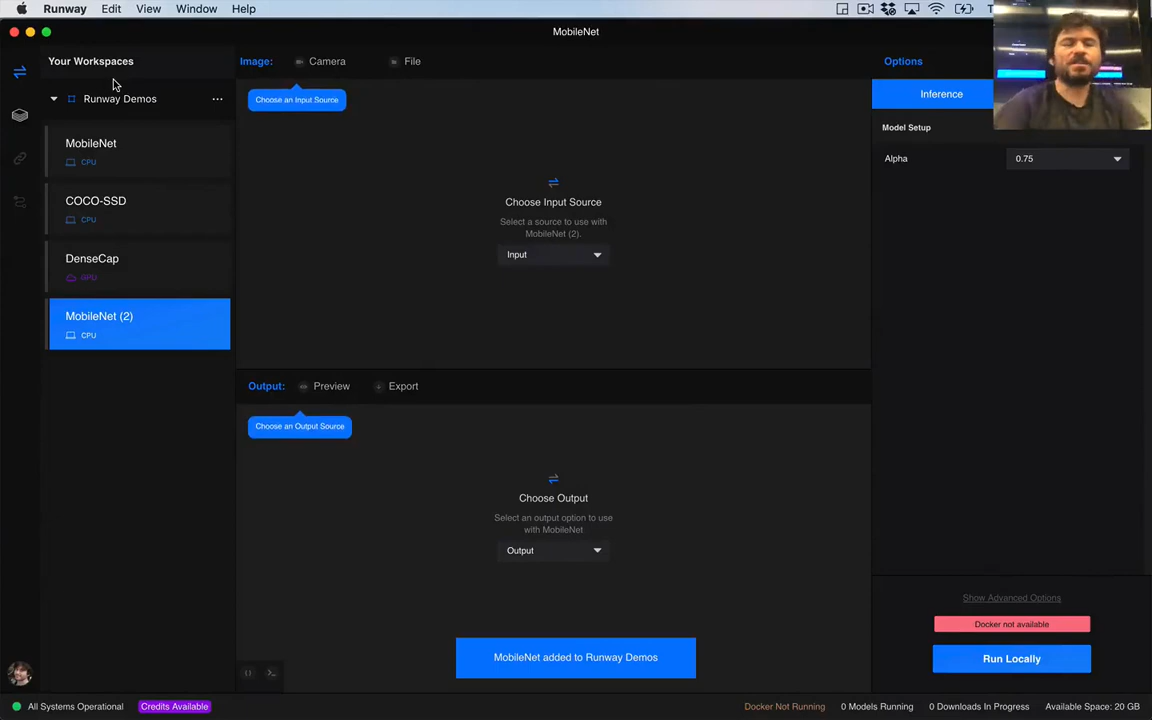 Runway Edit View Window Help
MobileNet
Your Workspaces
Runway Demos
MobileNet
CPU
COCO-SSD
CPU
DenseCap
GPU
MobileNet (2)
CPU
Image: Camera File
Choose an Input Source
Choose Input Source
Select a source to use with
MobileNet (2).
Input
Output: Preview Export
Choose an Output Source
Choose Output
Select an output option to use
with MobileNet
Output
MobileNet added to Runway Demos
Options
Inference
Model Setup
Alpha 0.75
Show Advanced Options
Docker not available
Run Locally
All Systems Operational Credits Available Docker Not Running 0 Models Running 0 Downloads In Progress Available Space: 20 GB